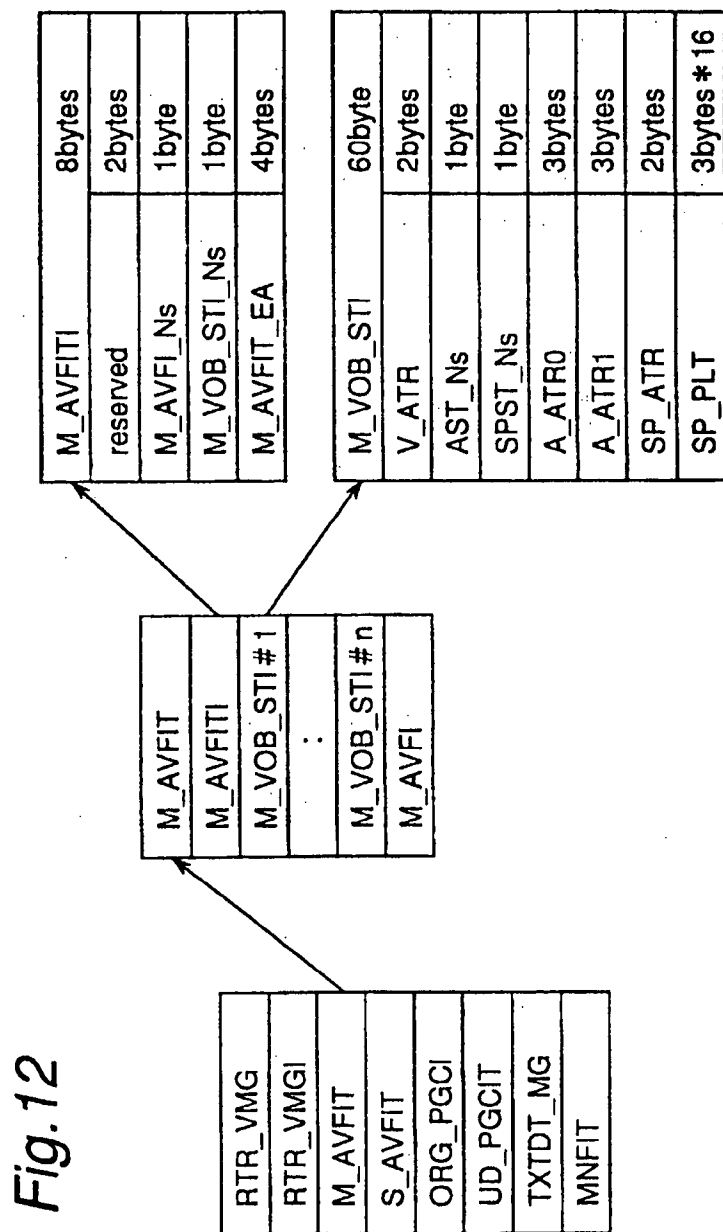 Fig.12
RTR_VMG
RTR_VMGI
M_AVFIT
S_AVFIT
ORG_PGCI
UD_PGCIT
TXTDT_MG
MNFIT
M_AVFIT
M_AVFITI
M_VOB_STI#1
:
M_VOB_STI#n
M_AVFI
M_AVFITI 8bytes
reserved 2bytes
M_AVFI_Ns 1byte
M_VOB_STI_Ns 1byte
M_AVFIT_EA 4bytes
M_VOB_STI 60byte
V_ATR 2bytes
AST_Ns 1byte
SPST_Ns 1byte
A_ATR0 3bytes
A_ATR1 3bytes
SP_ATR 2bytes
SP_PLT 3bytes*16